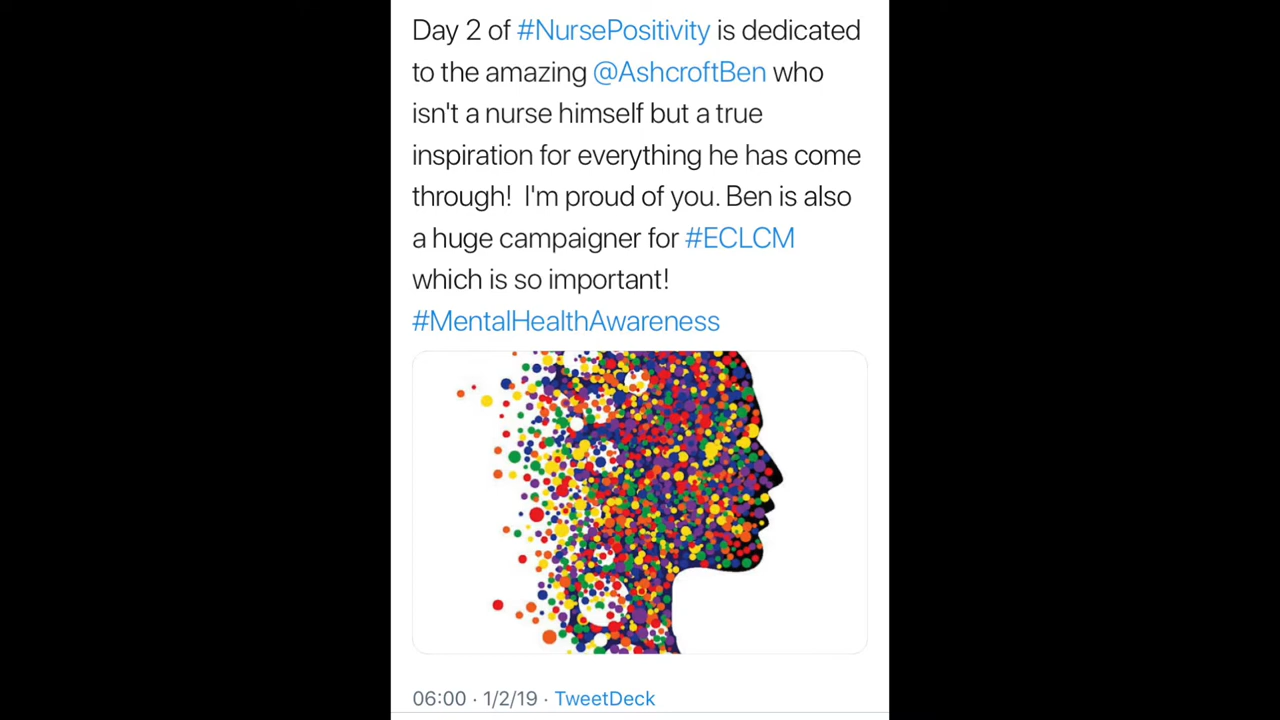 Day 2 of #NursePositivity is dedicated
to the amazing @AshcroftBen who
isn't a nurse himself but a true
inspiration for everything he has come
through!  I'm proud of you. Ben is also
a huge campaigner for #ECLCM
which is so important!
#MentalHealthAwareness
06:00 · 1/2/19 · TweetDeck